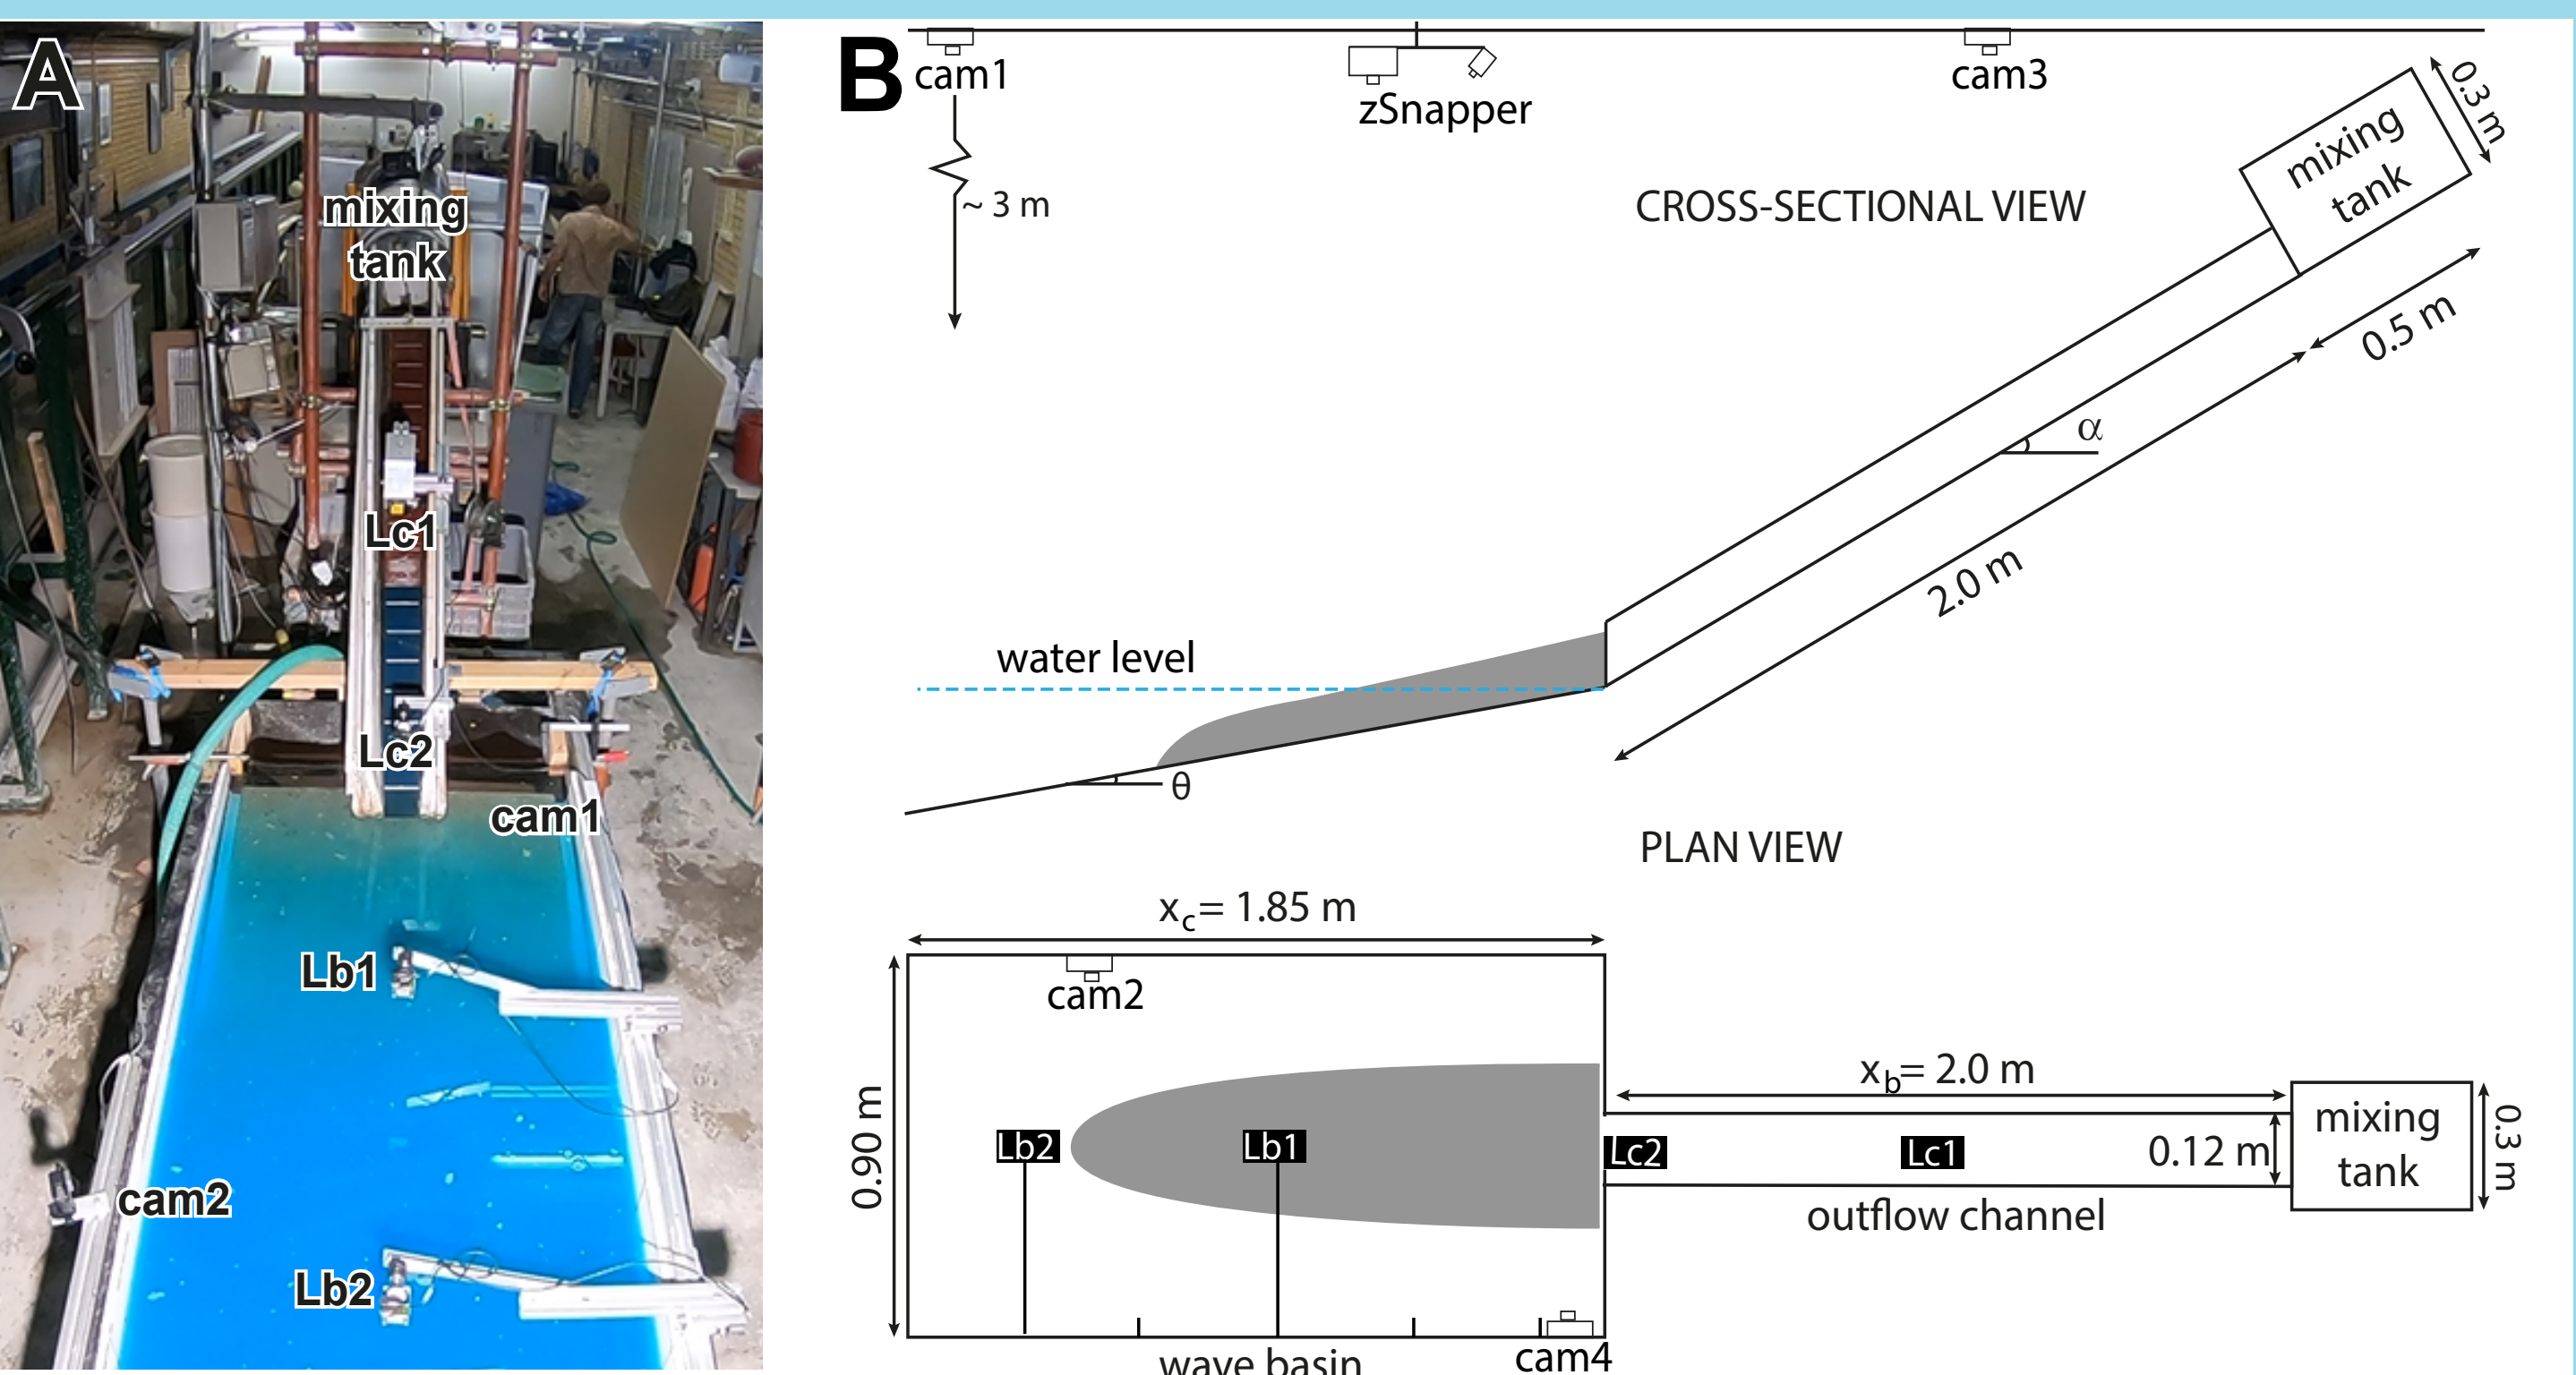 A
mixing
tank
Lc1
Lc2
cam1
Lb1
cam2
Lb2
B
cam1
zSnapper
cam3
mixing
tank
0.3 m
~ 3 m
CROSS-SECTIONAL VIEW
0.5 m
α
2.0 m
water level
θ
PLAN VIEW
xc= 1.85 m
cam2
0.90 m
Lb2
Lb1
xb= 2.0 m
Lc2
Lc1
0.12 m
mixing
tank
0.3 m
outflow channel
wave basin
cam4